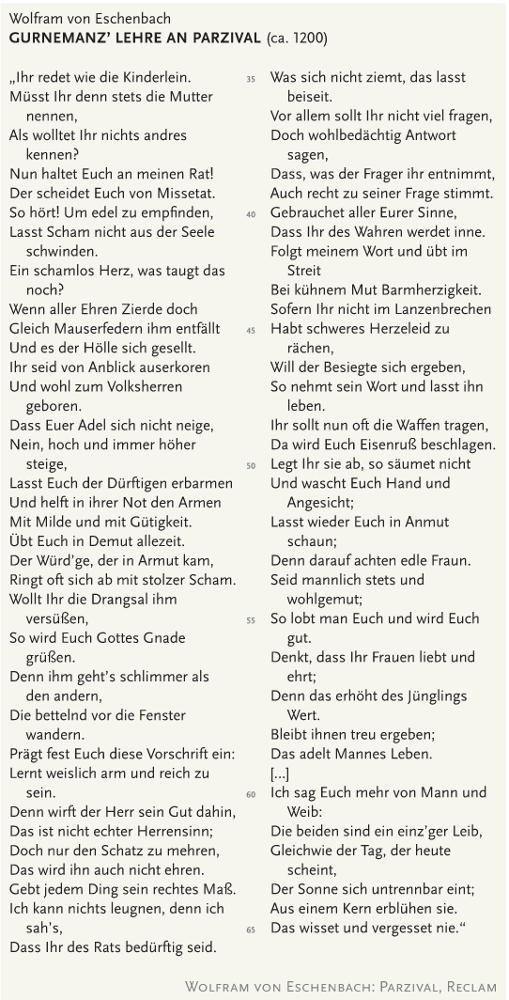 Wolfram von Eschenbach
GURNEMANZ’ LEHRE AN PARZIVAL (ca. 1200)
„Ihr redet wie die Kinderlein.
Müsst Ihr denn stets die Mutter
nennen,
Als wolltet Ihr nichts andres
kennen?
Nun haltet Euch an meinen Rat!
Der scheidet Euch von Missetat.
So hört! Um edel zu empfinden,
Lasst Scham nicht aus der Seele
schwinden.
Ein schamlos Herz, was taugt das
noch?
Wenn aller Ehren Zierde doch
Gleich Mauserfedern ihm entfällt
Und es der Hölle sich gesellt.
Ihr seid von Anblick auserkoren
Und wohl zum Volksherren
geboren.
Dass Euer Adel sich nicht neige,
Nein, hoch und immer höher
steige,
Lasst Euch der Dürftigen erbarmen
Und helft in ihrer Not den Armen
Mit Milde und mit Gütigkeit.
Übt Euch in Demut allezeit.
Der Würd’ge, der in Armut kam,
Ringt oft sich ab mit stolzer Scham.
Wollt Ihr die Drangsal ihm
versüßen,
So wird Euch Gottes Gnade
grüßen.
Denn ihm geht’s schlimmer als
den andern,
Die bettelnd vor die Fenster
wandern.
Prägt fest Euch diese Vorschrift ein:
Lernt weislich arm und reich zu
sein.
Denn wirft der Herr sein Gut dahin,
Das ist nicht echter Herrensinn;
Doch nur den Schatz zu mehren,
Das wird ihn auch nicht ehren.
Gebt jedem Ding sein rechtes Maß.
Ich kann nichts leugnen, denn ich
sah’s,
Dass Ihr des Rats bedürftig seid.
35 Was sich nicht ziemt, das lasst
beiseit.
Vor allem sollt Ihr nicht viel fragen,
Doch wohlbedächtig Antwort
sagen,
Dass, was der Frager ihr entnimmt,
Auch recht zu seiner Frage stimmt.
40 Gebrauchet aller Eurer Sinne,
Dass Ihr des Wahren werdet inne.
Folgt meinem Wort und übt im
Streit
Bei kühnem Mut Barmherzigkeit.
Sofern Ihr nicht im Lanzenbrechen
45 Habt schweres Herzeleid zu
rächen,
Will der Besiegte sich ergeben,
So nehmt sein Wort und lasst ihn
leben.
Ihr sollt nun oft die Waffen tragen,
Da wird Euch Eisenruß beschlagen.
50 Legt Ihr sie ab, so säumet nicht
Und wascht Euch Hand und
Angesicht;
Lasst wieder Euch in Anmut
schaun;
Denn darauf achten edle Fraun.
Seid mannlich stets und
wohlgemut;
55 So lobt man Euch und wird Euch
gut.
Denkt, dass Ihr Frauen liebt und
ehrt;
Denn das erhöht des Jünglings
Wert.
Bleibt ihnen treu ergeben;
Das adelt Mannes Leben.
[…]
60 Ich sag Euch mehr von Mann und
Weib:
Die beiden sind ein einz’ger Leib,
Gleichwie der Tag, der heute
scheint,
Der Sonne sich untrennbar eint;
Aus einem Kern erblühen sie.
65 Das wisset und vergesset nie.“
WOLFRAM VON ESCHENBACH: PARZIVAL, RECLAM